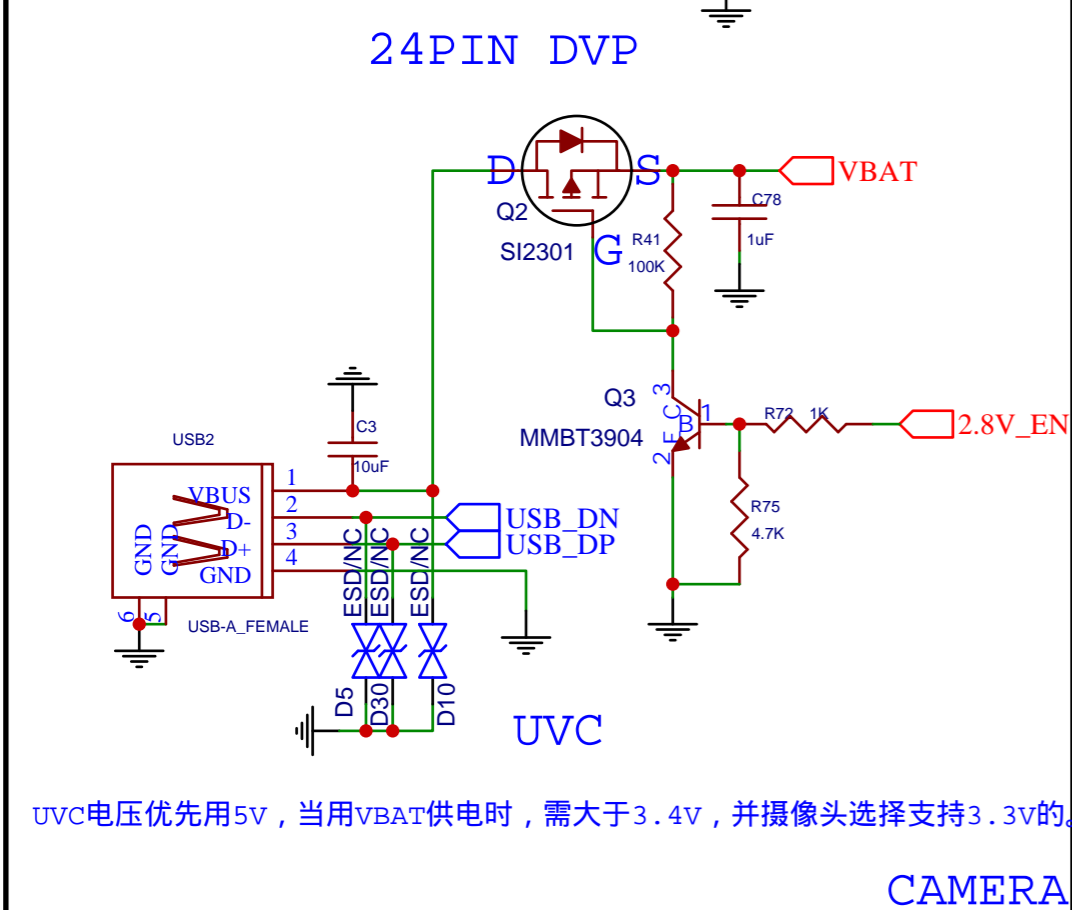 24PIN DVP
D
S
VBAT
Q2
G
R41
C78
SI2301
100K
1uF
Q3
3
C
B
1
R72 1K
2.8V_EN
MMBT3904
2
E
C3
USB2
10uF
R75
4.7K
VBUS
1
D-
2
USB_DN
D+
3
USB_DP
GND
4
GND
GND
6
5
ESD/NC
ESD/NC
ESD/NC
USB-A_FEMALE
D5
D30
D10
UVC
UVC电压优先用5V，当用VBAT供电时，需大于3.4V，并摄像头选择支持3.3V的。
CAMERA